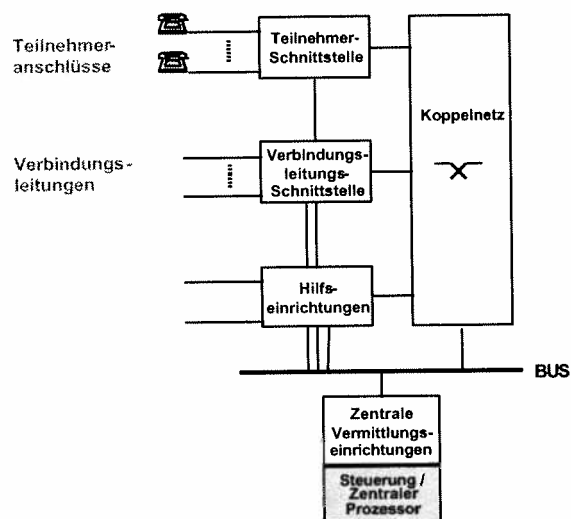 Teilnehmer-
anschlüsse
Teilnehmer-
Schnittstelle
Koppelnetz
Verbindungs-
leitungen
Verbindungs-
leitungs-
Schnittstelle
Hilfs-
einrichtungen
BUS
Zentrale
Vermittlungs-
einrichtungen
Steuerung /
Zentraler
Prozessor